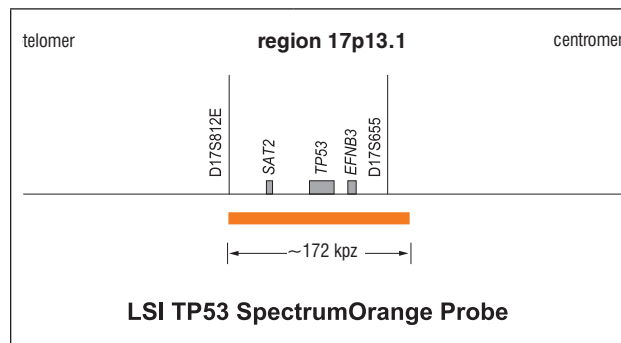 telomer region 17p13.1 centromer
D17S812E
SAT2
TP53
EFNB3
D17S655
~172 kpz
LSI TP53 SpectrumOrange Probe